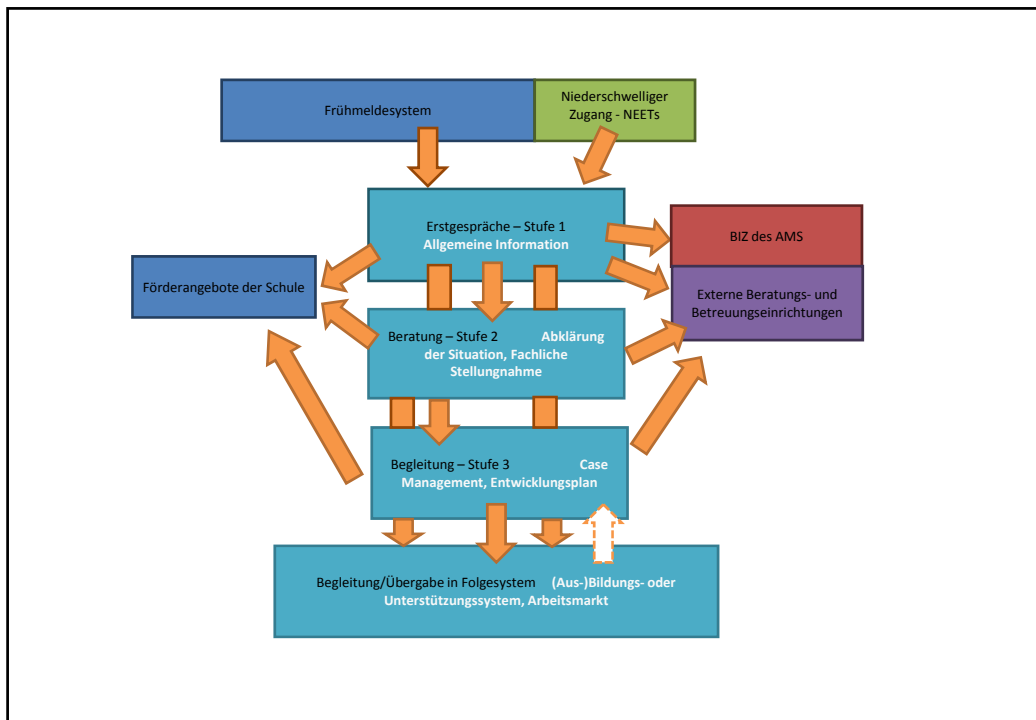 Frühmeldesystem
Niederschwelliger
Zugang - NEETs
Erstgespräche – Stufe 1
Allgemeine Information
BIZ des AMS
Förderangebote der Schule
Externe Beratungs- und
Betreuungseinrichtungen
Beratung – Stufe 2 Abklärung
der Situation, Fachliche
Stellungnahme
Begleitung – Stufe 3 Case
Management, Entwicklungsplan
Begleitung/Übergabe in Folgesystem (Aus-)Bildungs- oder
Unterstützungssystem, Arbeitsmarkt